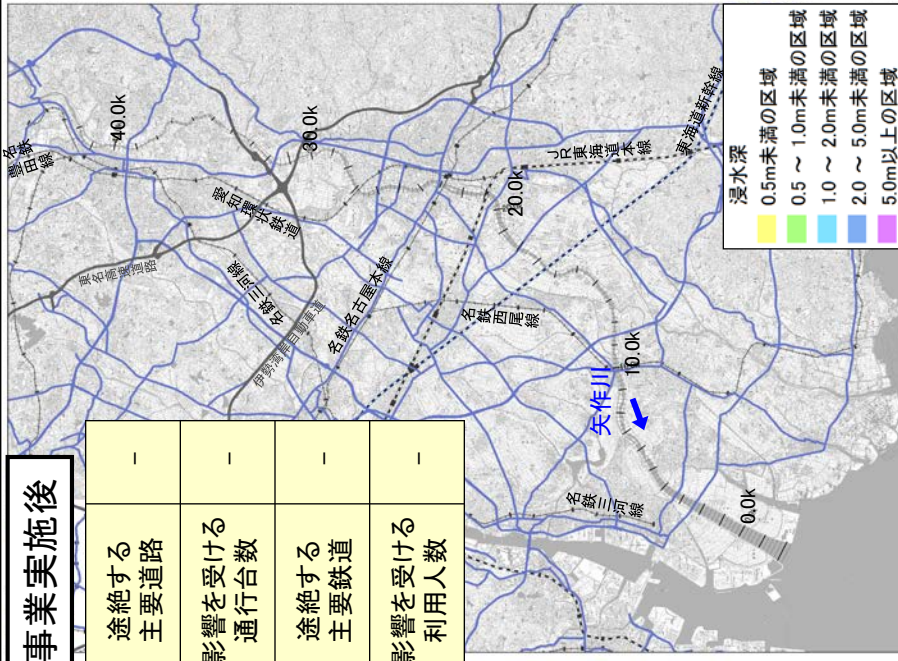 事業実施後
途絶する
主要道路
-
影響を受ける
通行台数
-
途絶する
主要鉄道
-
影響を受ける
利用人数
-
名鉄
豊田線
40.0k
東名高速道路
愛知環状鉄道
30.0k
名鉄三河線
伊勢湾岸自動車道
名鉄名古屋本線
20.0k
JR東海道本線
東海道新幹線
名鉄西尾線
10.0k
矢作川
名鉄三河線
0.0k
浸水深
0.5m未満の区域
0.5 ~ 1.0m未満の区域
1.0 ~ 2.0m未満の区域
2.0 ~ 5.0m未満の区域
5.0m以上の区域